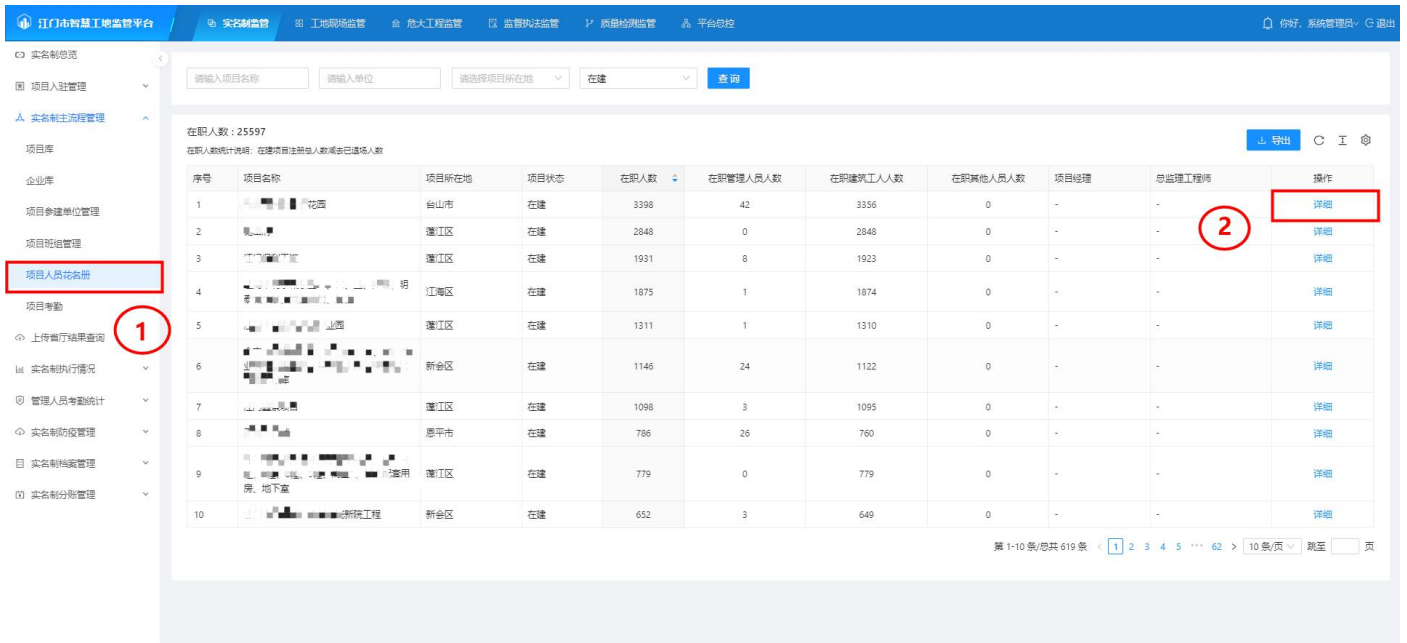 江门市智慧工地监管平台 实名制监管 工地现场监管 危大工程监管 监督执法监管 质量检测监管 平台总控 你好，系统管理员 退出
实名制总览
项目入驻管理
实名制主流程管理
项目库
企业库
项目参建单位管理
项目班组管理
项目人员花名册
项目考勤
上传省厅结果查询
实名制执行情况
管理人员考勤统计
实名制防疫管理
实名制档案管理
实名制分账管理
1
请输入项目名称 请输入单位 请选择项目所在地 在建 查询
在职人数：25597
在职人数统计说明：在建项目注册总人数减去已退场人数
导出
序号 项目名称 项目所在地 项目状态 在职人数 在职管理人员人数 在职建筑工人人数 在职其他人员人数 项目经理 总监理工程师 操作
1 花园 台山市 在建 3398 42 3356 0 - - 详细
2
2 蓬江区 在建 2848 0 2848 0 - - 详细
3 蓬江区 在建 1931 8 1923 0 - - 详细
4 明 江海区 在建 1875 1 1874 0 - - 详细
5 业园 蓬江区 在建 1311 1 1310 0 - - 详细
6 新会区 在建 1146 24 1122 0 - - 详细
7 蓬江区 在建 1098 3 1095 0 - - 详细
8 恩平市 在建 786 26 760 0 - - 详细
9 套用 蓬江区 在建 779 0 779 0 - - 详细
房、地下室
10 新院工程 新会区 在建 652 3 649 0 - - 详细
第 1-10 条/总共 619 条 < 1 2 3 4 5 ··· 62 > 10 条/页 跳至 页